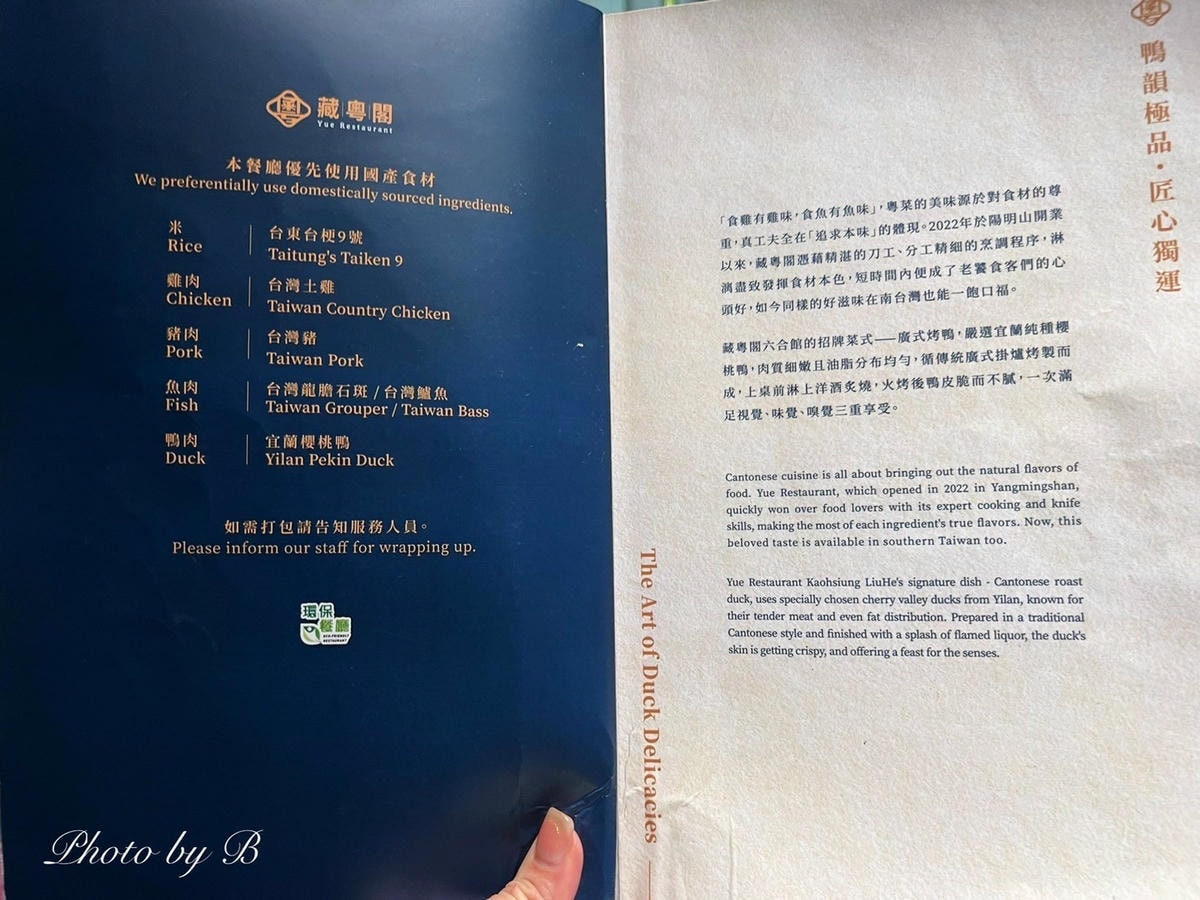 藏粵閣
Yue Restaurant
本餐廳優先使用國產食材
We preferentially use domestically sourced ingredients.
米
Rice
台東台梗9號
Taitung's Taiken 9
雞肉
Chicken
台灣土雞
Taiwan Country Chicken
豬肉
Pork
台灣豬
Taiwan Pork
魚肉
Fish
台灣龍膽石斑 / 台灣鱸魚
Taiwan Grouper / Taiwan Bass
鴨肉
Duck
宜蘭櫻桃鴨
Yilan Pekin Duck
如需打包請告知服務人員。
Please inform our staff for wrapping up.
環保
餐廳
ECO-FRIENDLY
RESTAURANT
Photo by B
粵
鴨韻極品·匠心獨運
「食雞有雞味，食魚有魚味」，粵菜的美味源於對食材的尊
重，真工夫全在「追求本味」的體現。2022年於陽明山開業
以來，藏粵閣憑藉精湛的刀工、分工精細的烹調程序，淋
漓盡致發揮食材本色，短時間內便成了老饕食客們的心
頭好，如今同樣的好滋味在南台灣也能一飽口福。
藏粵閣六合館的招牌菜式——廣式烤鴨，嚴選宜蘭純種櫻
桃鴨，肉質細嫩且油脂分布均勻，循傳統廣式掛爐烤製而
成，上桌前淋上洋酒炙燒，火烤後鴨皮脆而不膩，一次滿
足視覺、味覺、嗅覺三重享受。
Cantonese cuisine is all about bringing out the natural flavors of
food. Yue Restaurant, which opened in 2022 in Yangmingshan,
quickly won over food lovers with its expert cooking and knife
skills, making the most of each ingredient's true flavors. Now, this
beloved taste is available in southern Taiwan too.
Yue Restaurant Kaohsiung LiuHe's signature dish - Cantonese roast
duck, uses specially chosen cherry valley ducks from Yilan, known for
their tender meat and even fat distribution. Prepared in a traditional
Cantonese style and finished with a splash of flamed liquor, the duck's
skin is getting crispy, and offering a feast for the senses.
The Art of Duck Delicacies